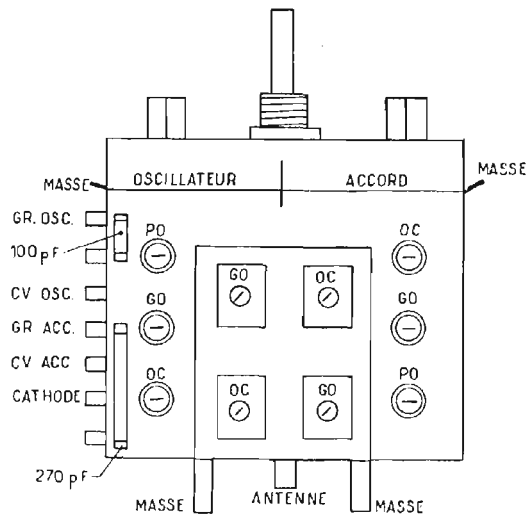 MASSE
OSCILLATEUR
ACCORD
MASSE
GR. OSC.
100 pF
CV OSC.
GR ACC.
CV ACC
CATHODE
270 pF
PO
GO
OC
GO
OC
OC
GO
OC
GO
PO
MASSE
ANTENNE
MASSE